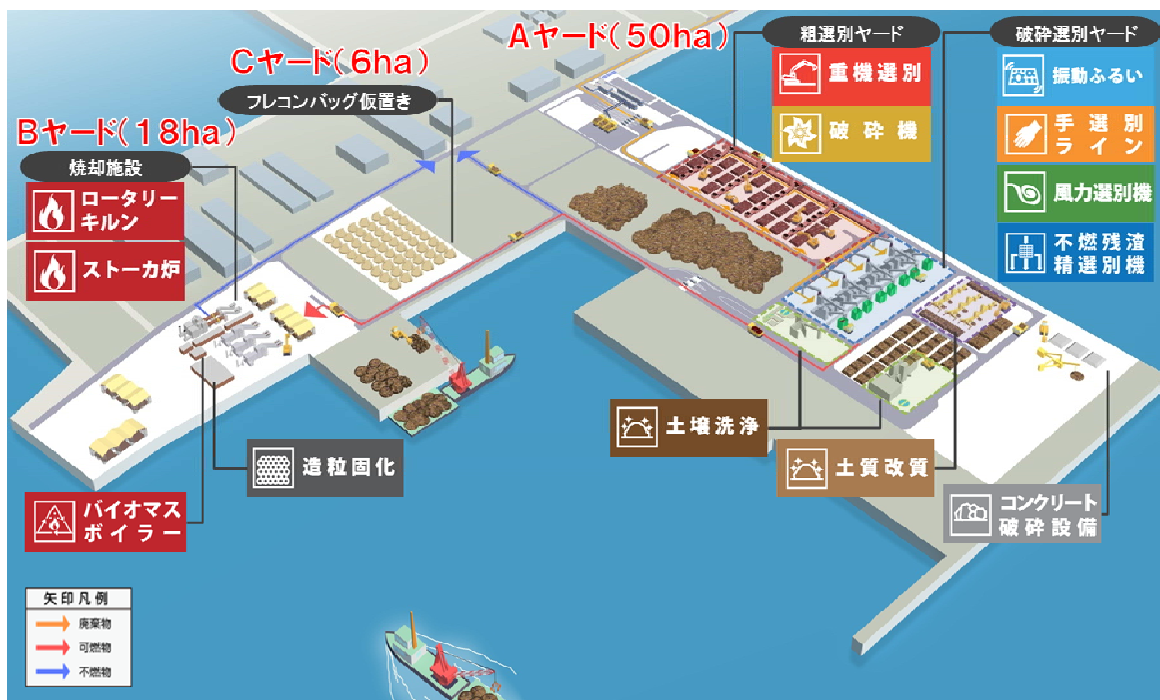 Aヤード(50ha)
粗選別ヤード
破砕選別ヤード
Cヤード(6ha)
重機選別
振動ふるい
フレコンバッグ仮置き
破砕機
手選別
ライン
Bヤード(18ha)
焼却施設
風力選別機
ロータリー
キルン
不燃残渣
精選別機
ストーカ炉
土壌洗浄
造粒固化
土質改質
バイオマス
ボイラー
コンクリート
破砕設備
矢印凡例
廃棄物
可燃物
不燃物